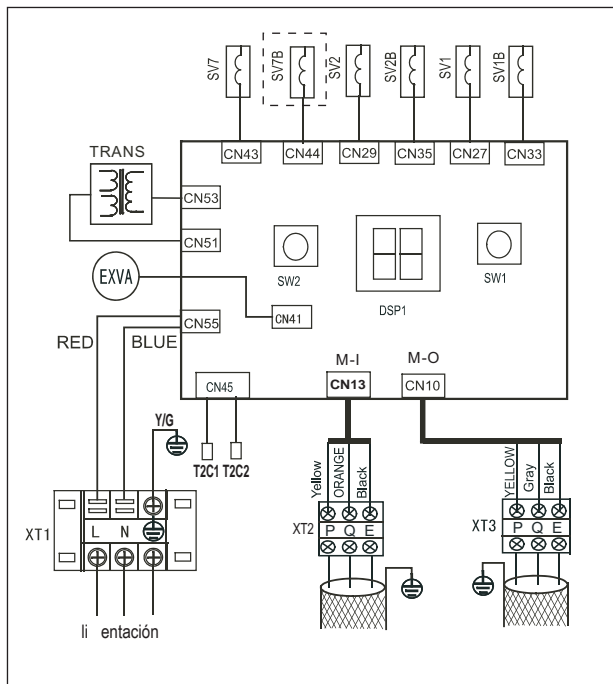 SV7 SV7B SV2 SV2B SV1 SV1B
CN43 CN44 CN29 CN35 CN27 CN33
TRANS
CN53
CN51
EXVA
SW2
DSP1
SW1
CN41
CN55
RED BLUE
M-I M-O
CN45 CN13 CN10
Y/G
T2C1 T2C2
Yellow ORANGE Black
YELLOW Gray Black
XT1 L N
XT2 P Q E
XT3 P Q E
li entación